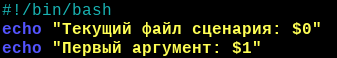 #!/bin/bash
echo "Текущий файл сценария: $0"
echo "Первый аргумент: $1"